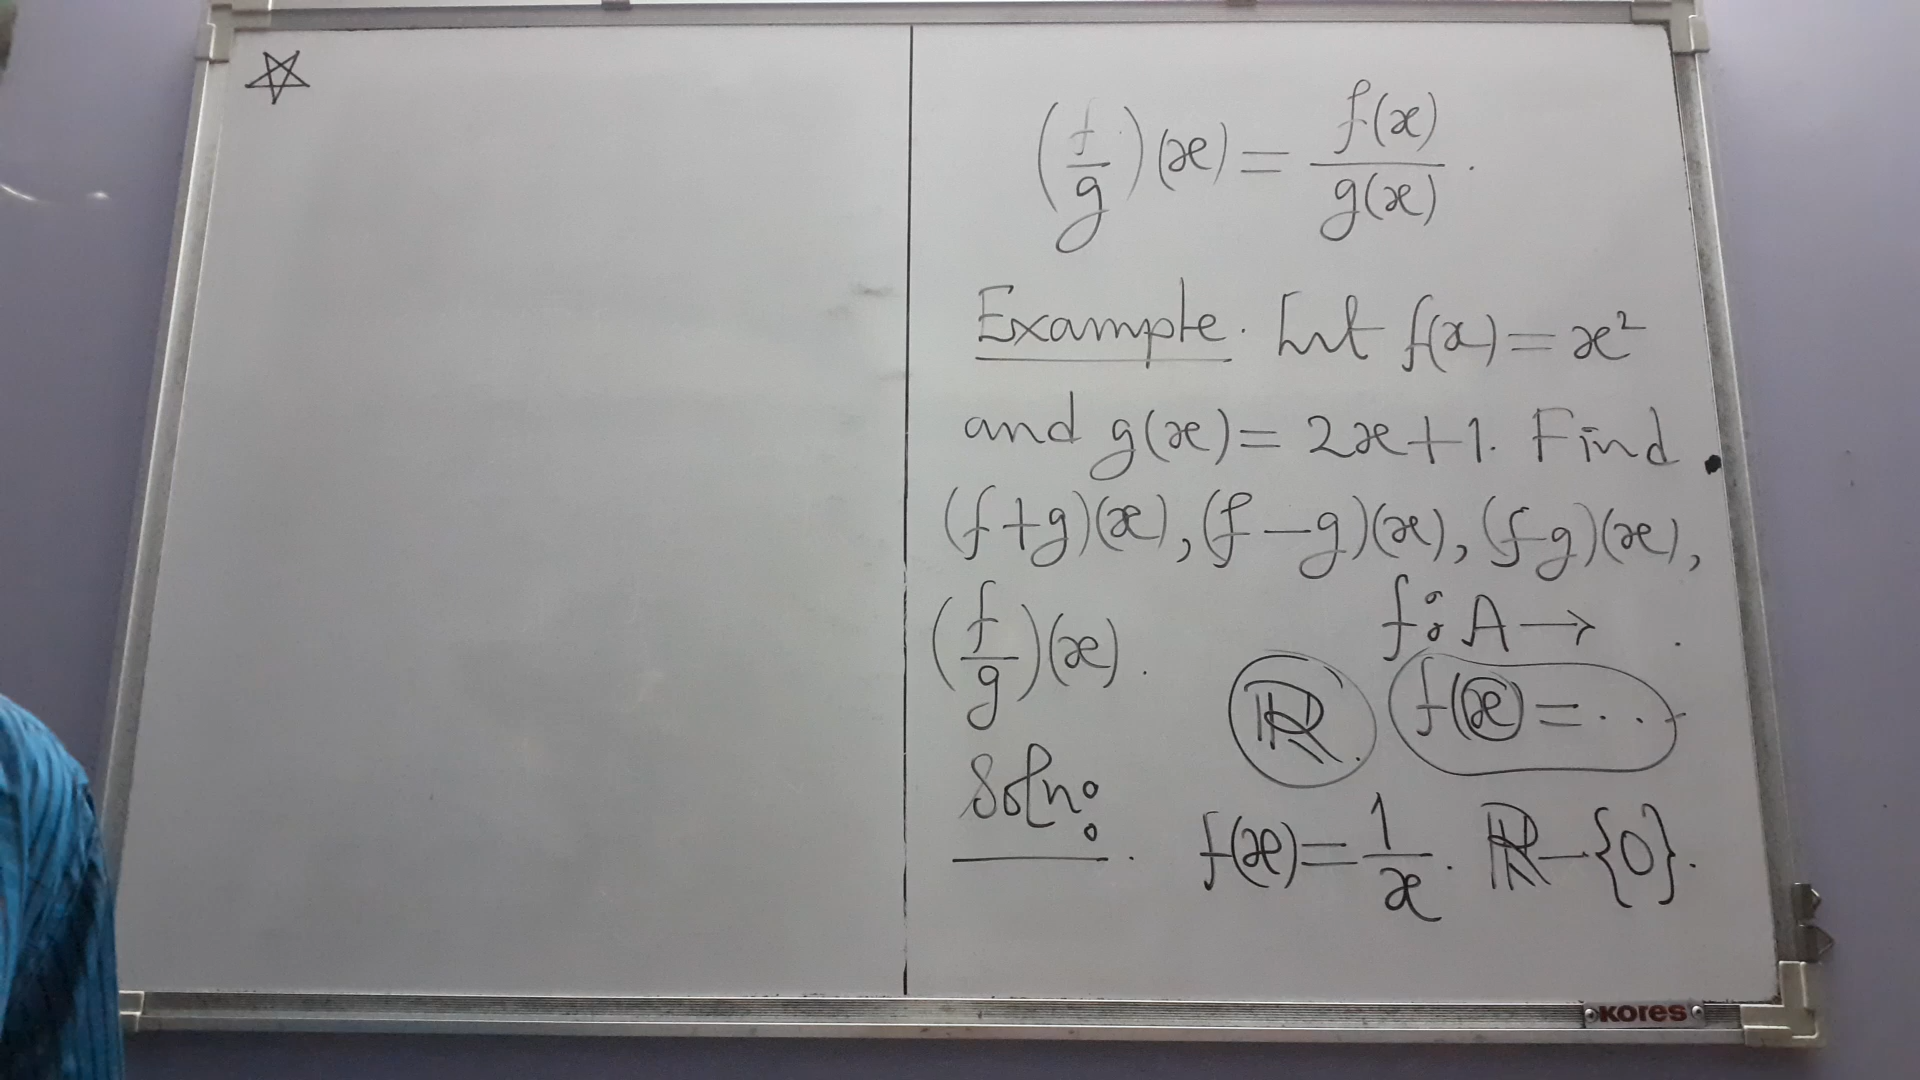 (f/g)(x) = f(x)/g(x).
Example. Let f(x) = x²
and g(x) = 2x+1. Find
(f+g)(x), (f-g)(x), (fg)(x),
(f/g)(x).
f: A →
ℝ. f(x) = ...
Soln:
f(x) = 1/x. ℝ-{0}.
KORES